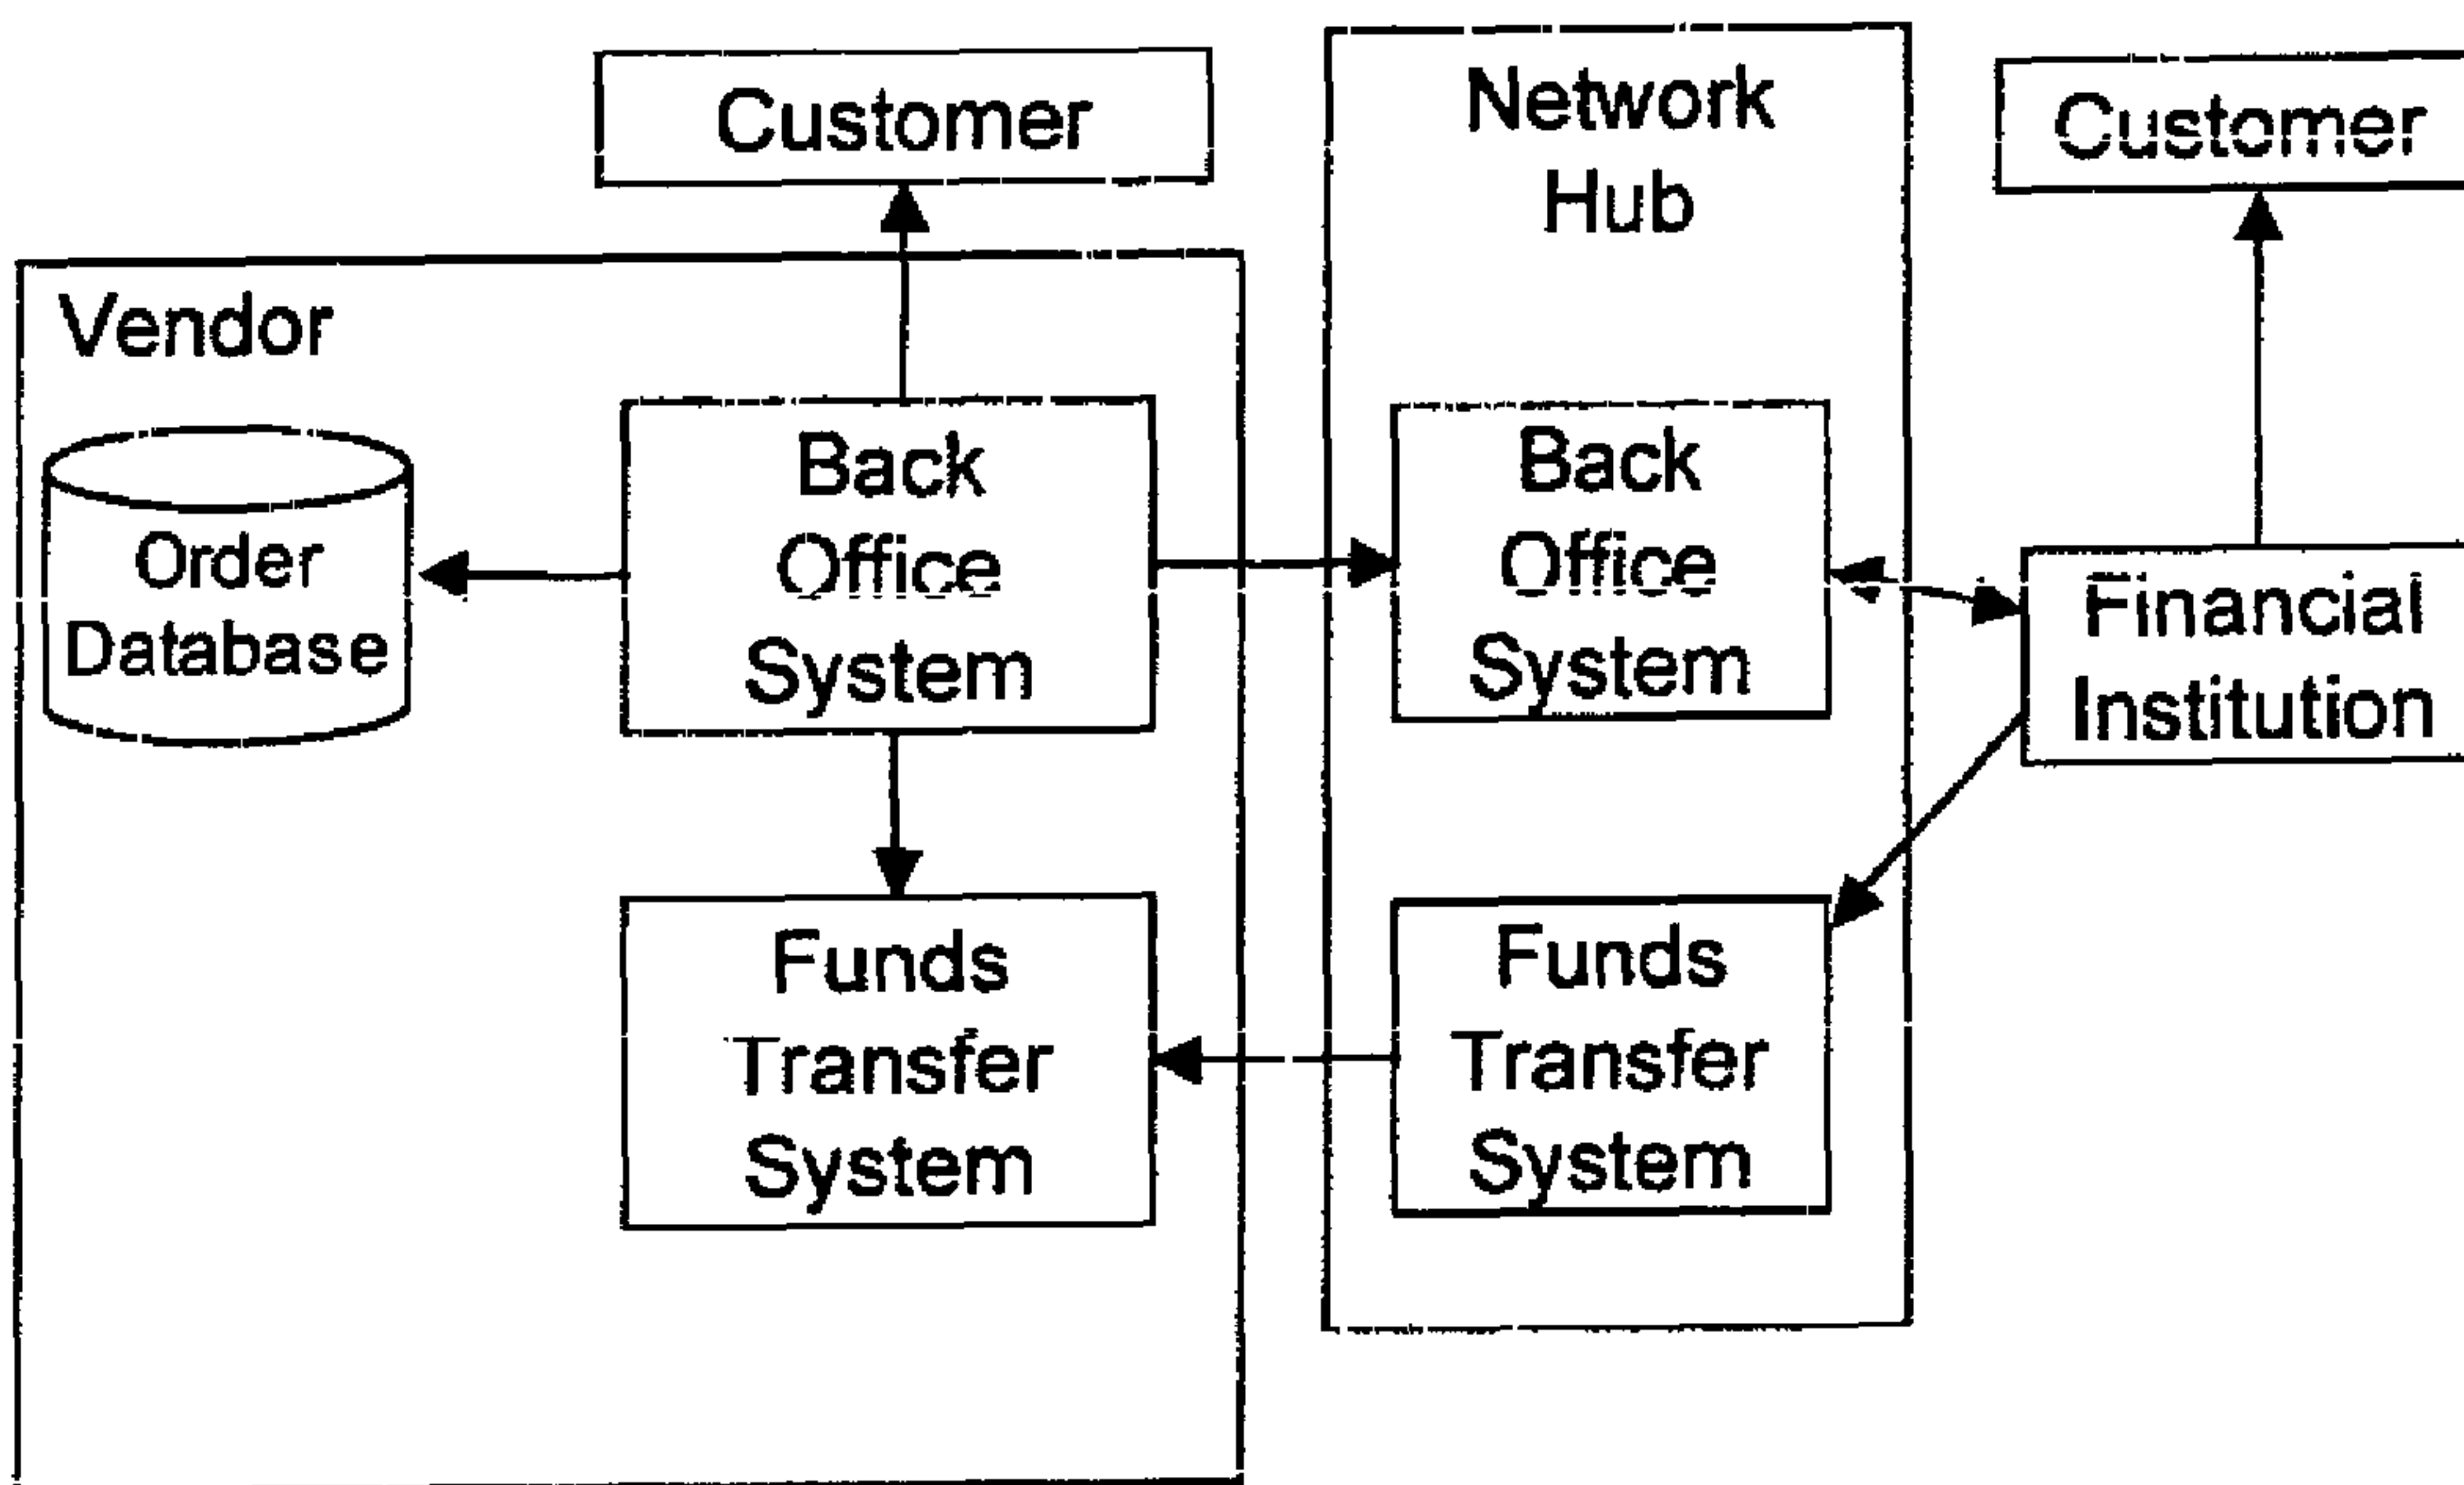 Customer
Network
Hub
Customer
Vendor
Order
Database
Back
Office
System
Back
Office
System
Financial
Institution
Funds
Transfer
System
Funds
Transfer
System